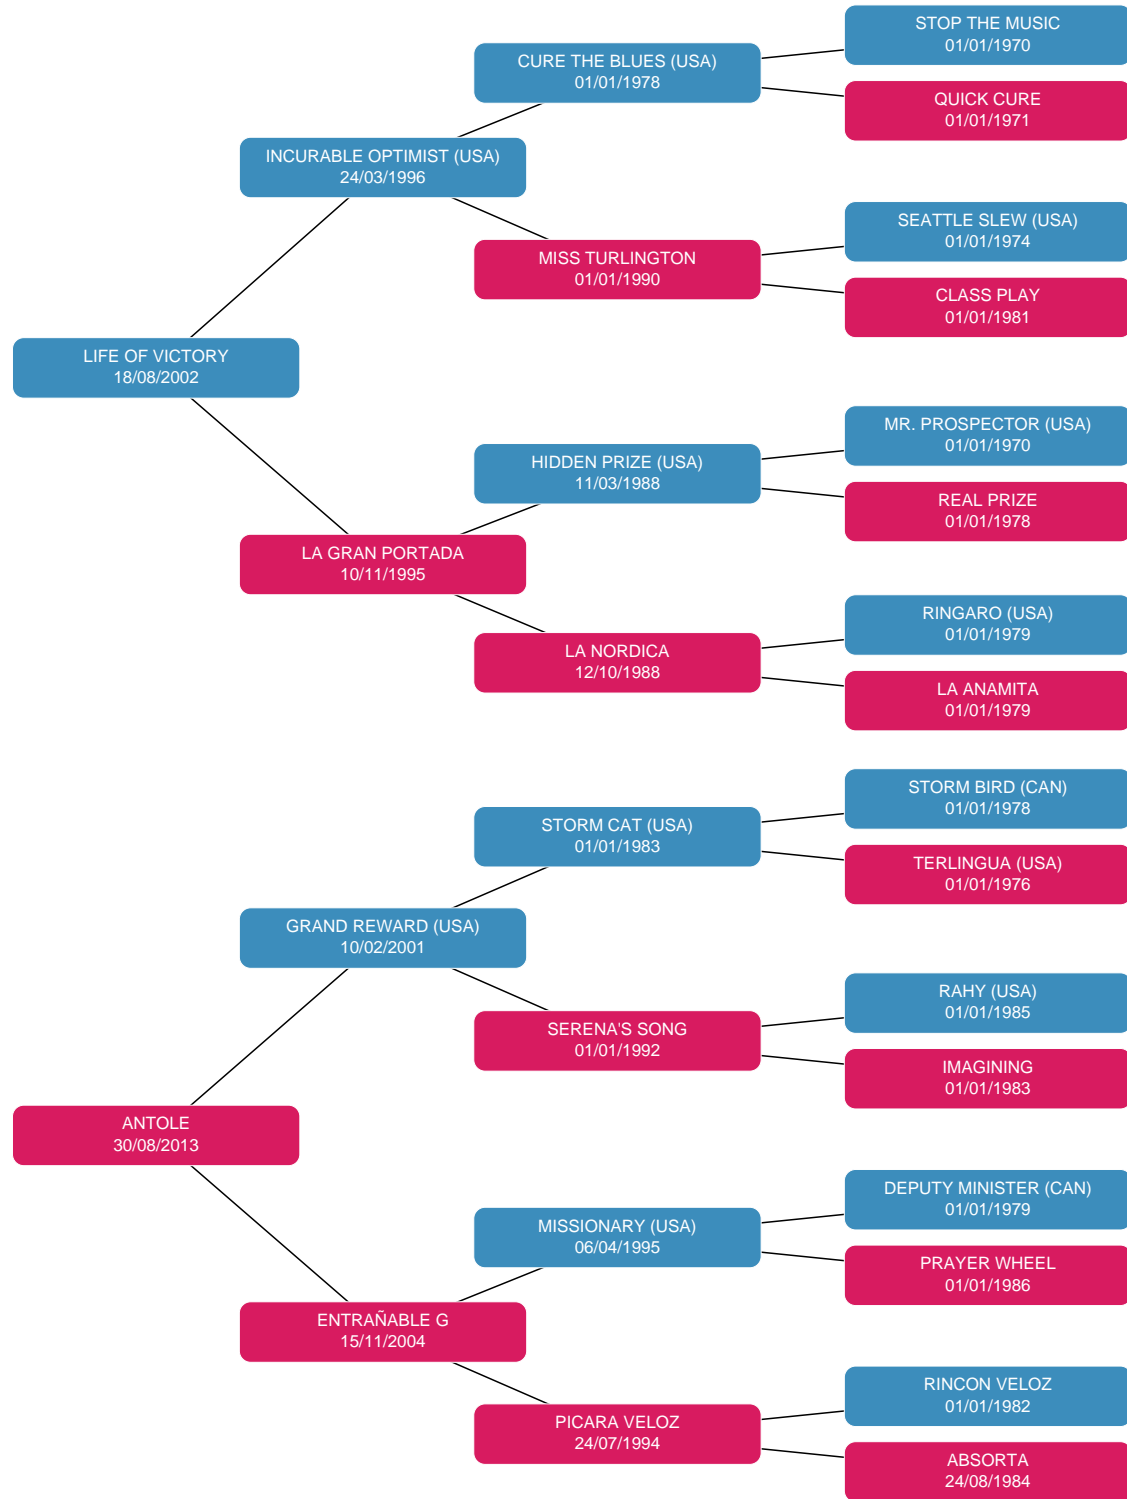 STOP THE MUSIC
01/01/1970
CURE THE BLUES (USA)
01/01/1978
QUICK CURE
01/01/1971
INCURABLE OPTIMIST (USA)
24/03/1996
SEATTLE SLEW (USA)
01/01/1974
MISS TURLINGTON
01/01/1990
CLASS PLAY
01/01/1981
LIFE OF VICTORY
18/08/2002
MR. PROSPECTOR (USA)
01/01/1970
HIDDEN PRIZE (USA)
11/03/1988
REAL PRIZE
01/01/1978
LA GRAN PORTADA
10/11/1995
RINGARO (USA)
01/01/1979
LA NORDICA
12/10/1988
LA ANAMITA
01/01/1979
STORM BIRD (CAN)
01/01/1978
STORM CAT (USA)
01/01/1983
TERLINGUA (USA)
01/01/1976
GRAND REWARD (USA)
10/02/2001
RAHY (USA)
01/01/1985
SERENA'S SONG
01/01/1992
IMAGINING
01/01/1983
ANTOLE
30/08/2013
DEPUTY MINISTER (CAN)
01/01/1979
MISSIONARY (USA)
06/04/1995
PRAYER WHEEL
01/01/1986
ENTRAÑABLE G
15/11/2004
RINCON VELOZ
01/01/1982
PICARA VELOZ
24/07/1994
ABSORTA
24/08/1984